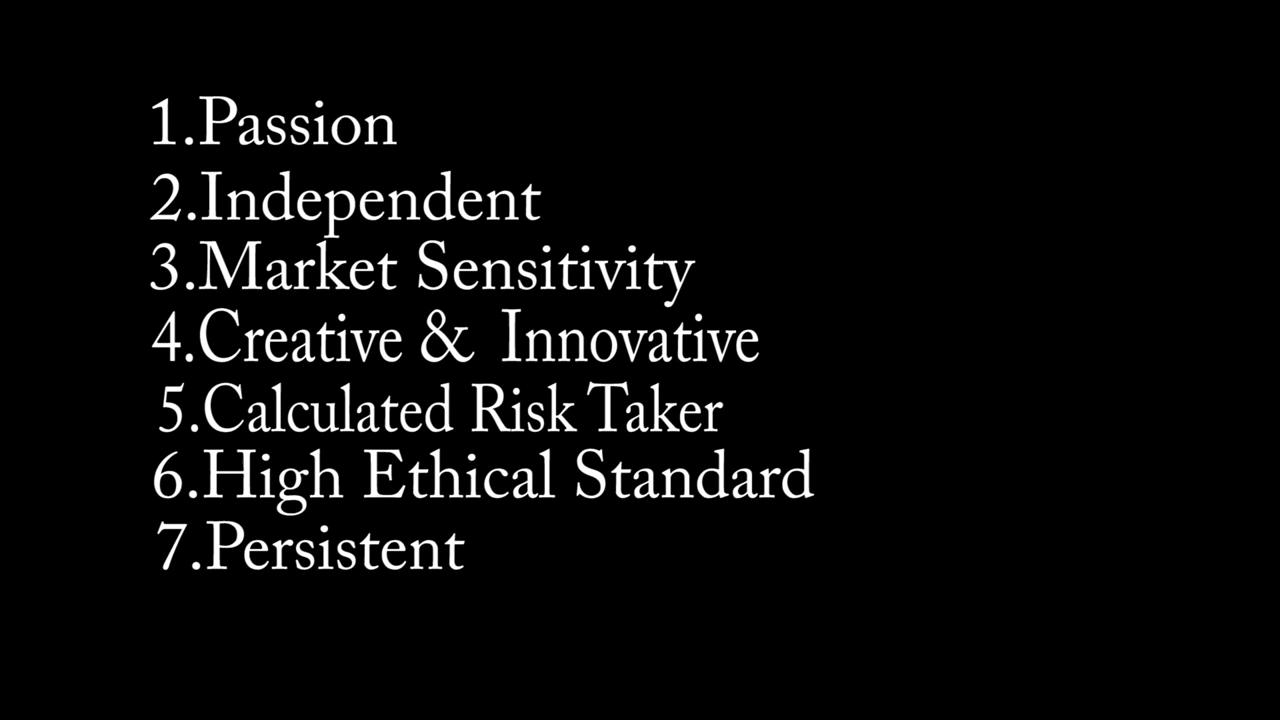 1.Passion
2.Independent
3.Market Sensitivity
4.Creative & Innovative
5.Calculated Risk Taker
6.High Ethical Standard
7.Persistent